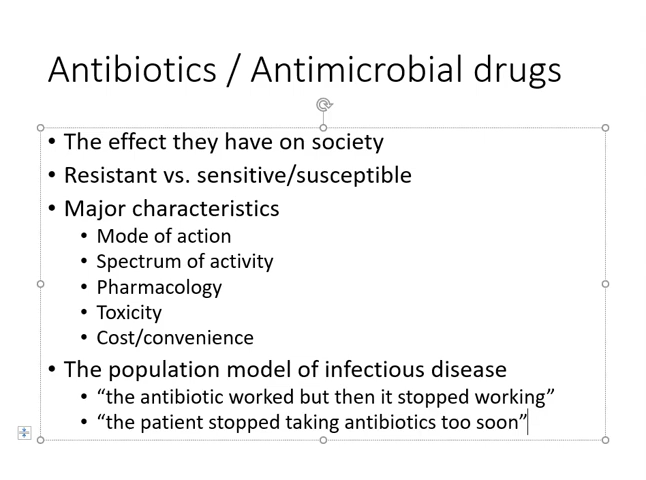 Antibiotics / Antimicrobial drugs
• The effect they have on society
• Resistant vs. sensitive/susceptible
• Major characteristics
• Mode of action
• Spectrum of activity
• Pharmacology
• Toxicity
• Cost/convenience
• The population model of infectious disease
• “the antibiotic worked but then it stopped working”
• “the patient stopped taking antibiotics too soon”